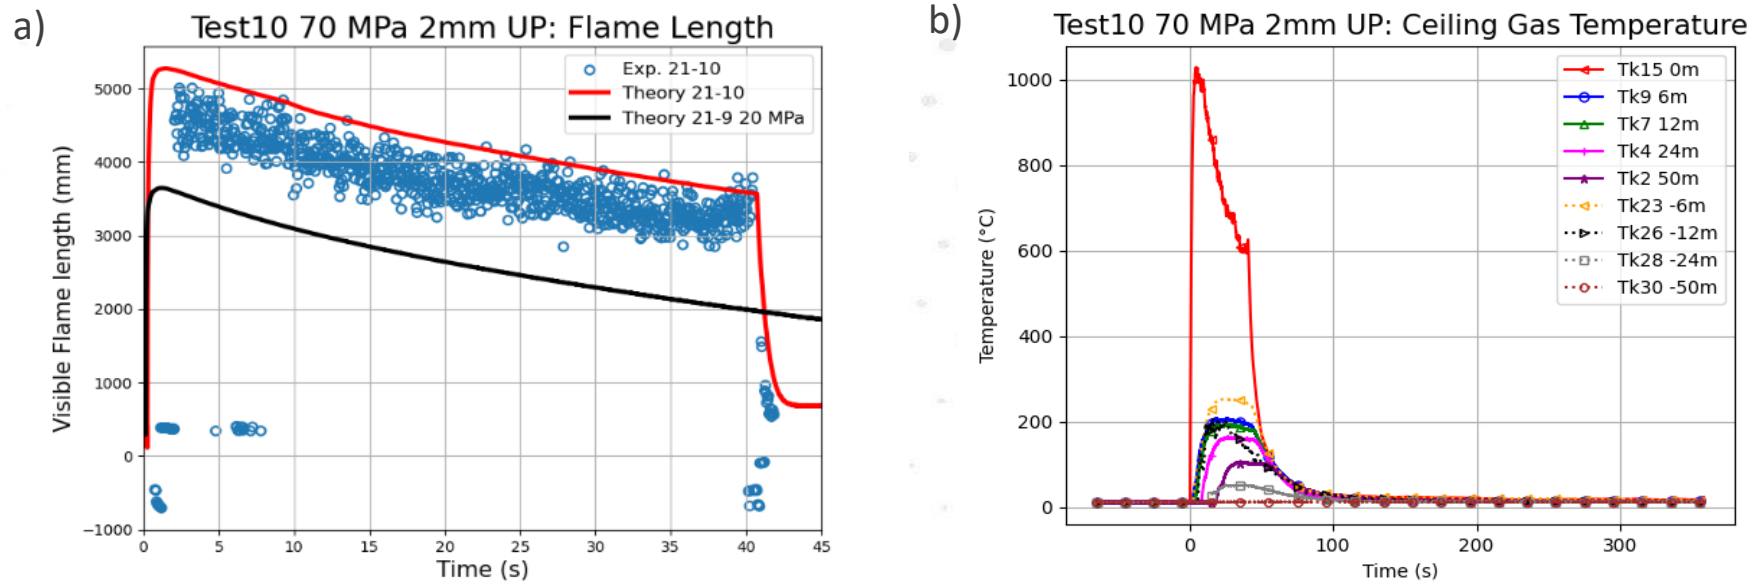 a)
Test10 70 MPa 2mm UP: Flame Length
Exp. 21-10
Theory 21-10
Theory 21-9 20 MPa
Visible Flame length (mm)
5000
4000
3000
2000
1000
0
−1000
0 5 10 15 20 25 30 35 40 45
Time (s)
b)
Test10 70 MPa 2mm UP: Ceiling Gas Temperature
Tk15 0m
Tk9 6m
Tk7 12m
Tk4 24m
Tk2 50m
Tk23 -6m
Tk26 -12m
Tk28 -24m
Tk30 -50m
Temperature (°C)
1000
800
600
400
200
0
0 100 200 300
Time (s)